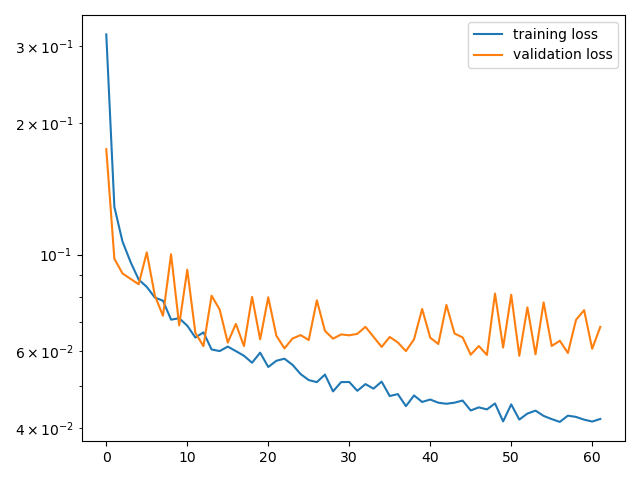 training loss
validation loss
3 × 10⁻¹
2 × 10⁻¹
10⁻¹
6 × 10⁻²
4 × 10⁻²
0 10 20 30 40 50 60